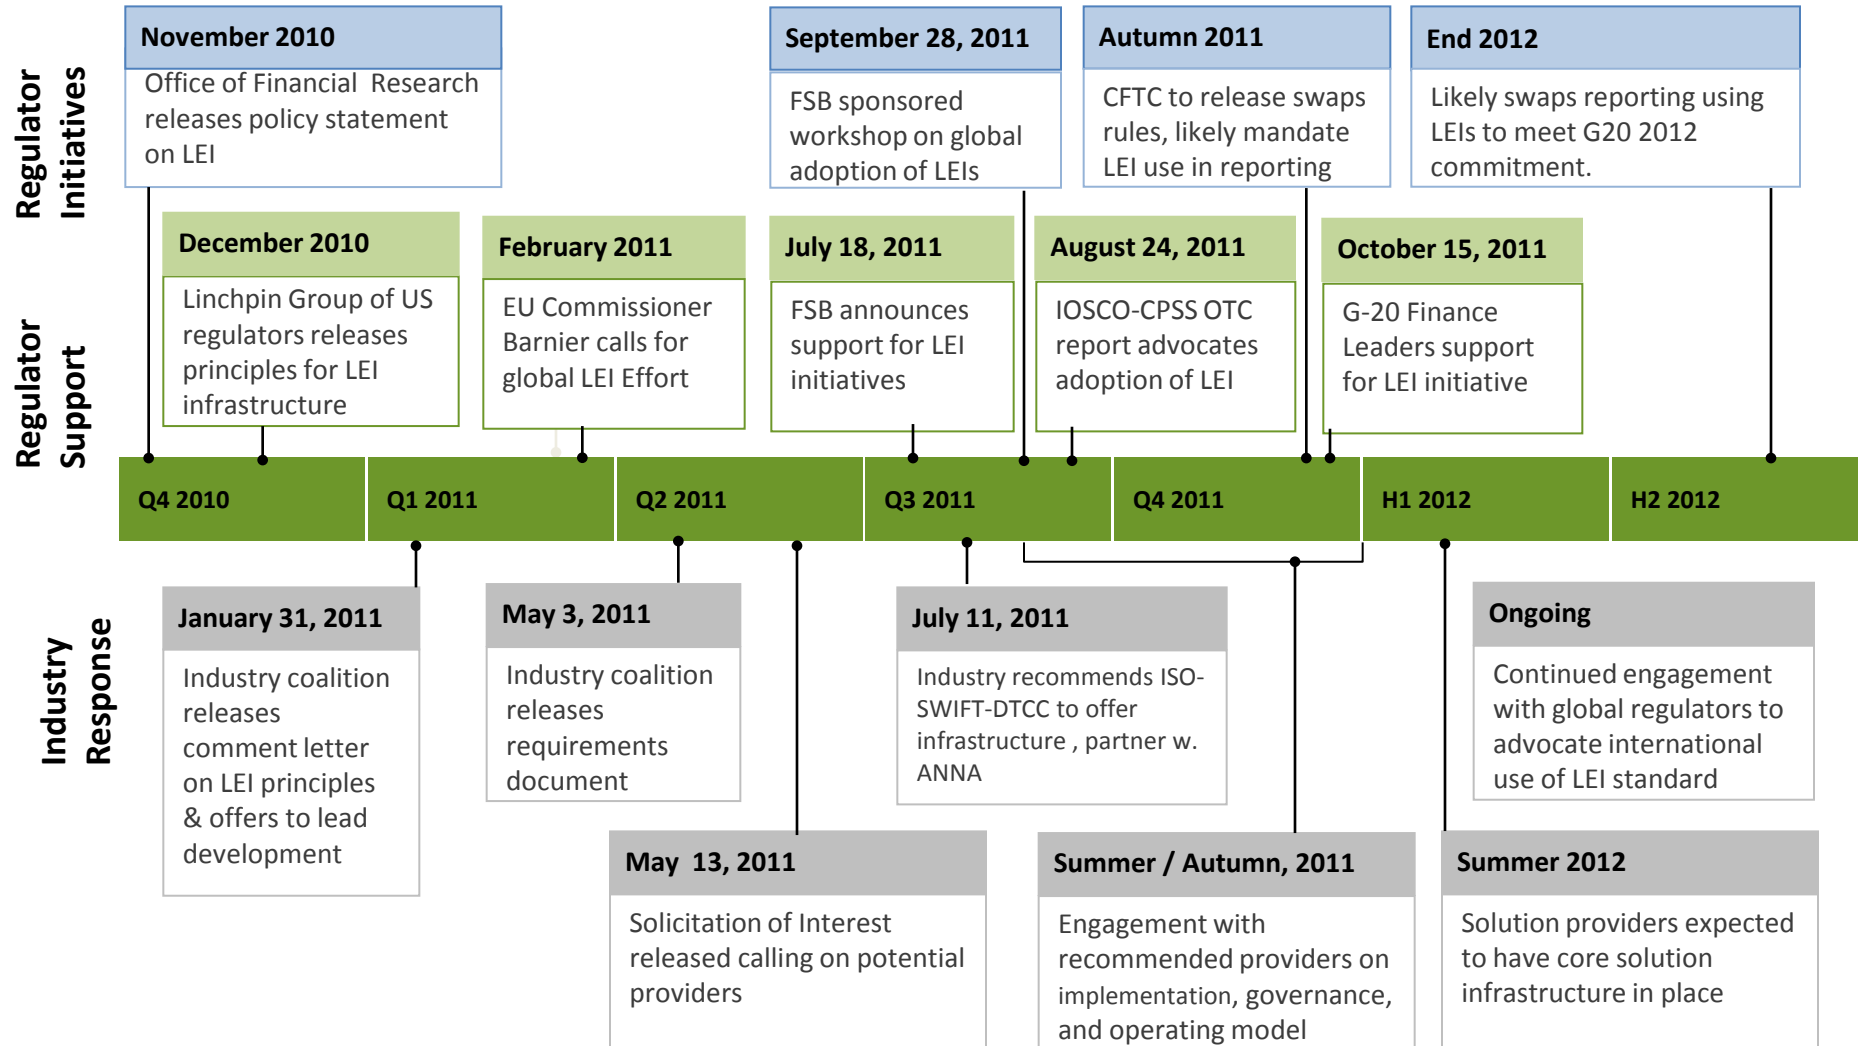 Regulator
Initiatives
November 2010
Office of Financial  Research
releases policy statement
on LEI
September 28, 2011
FSB sponsored
workshop on global
adoption of LEIs
Autumn 2011
CFTC to release swaps
rules, likely mandate
LEI use in reporting
End 2012
Likely swaps reporting using
LEIs to meet G20 2012
commitment.
Regulator
Support
December 2010
Linchpin Group of US
regulators releases
principles for LEI
infrastructure
February 2011
EU Commissioner
Barnier calls for
global LEI Effort
July 18, 2011
FSB announces
support for LEI
initiatives
August 24, 2011
IOSCO-CPSS OTC
report advocates
adoption of LEI
October 15, 2011
G-20 Finance
Leaders support
for LEI initiative
Q4 2010
Q1 2011
Q2 2011
Q3 2011
Q4 2011
H1 2012
H2 2012
Industry
Response
January 31, 2011
Industry coalition
releases
comment letter
on LEI principles
& offers to lead
development
May 3, 2011
Industry coalition
releases
requirements
document
July 11, 2011
Industry recommends ISO-
SWIFT-DTCC to offer
infrastructure , partner w.
ANNA
Ongoing
Continued engagement
with global regulators to
advocate international
use of LEI standard
May  13, 2011
Solicitation of Interest
released calling on potential
providers
Summer / Autumn, 2011
Engagement with
recommended providers on
implementation, governance,
and operating model
Summer 2012
Solution providers expected
to have core solution
infrastructure in place